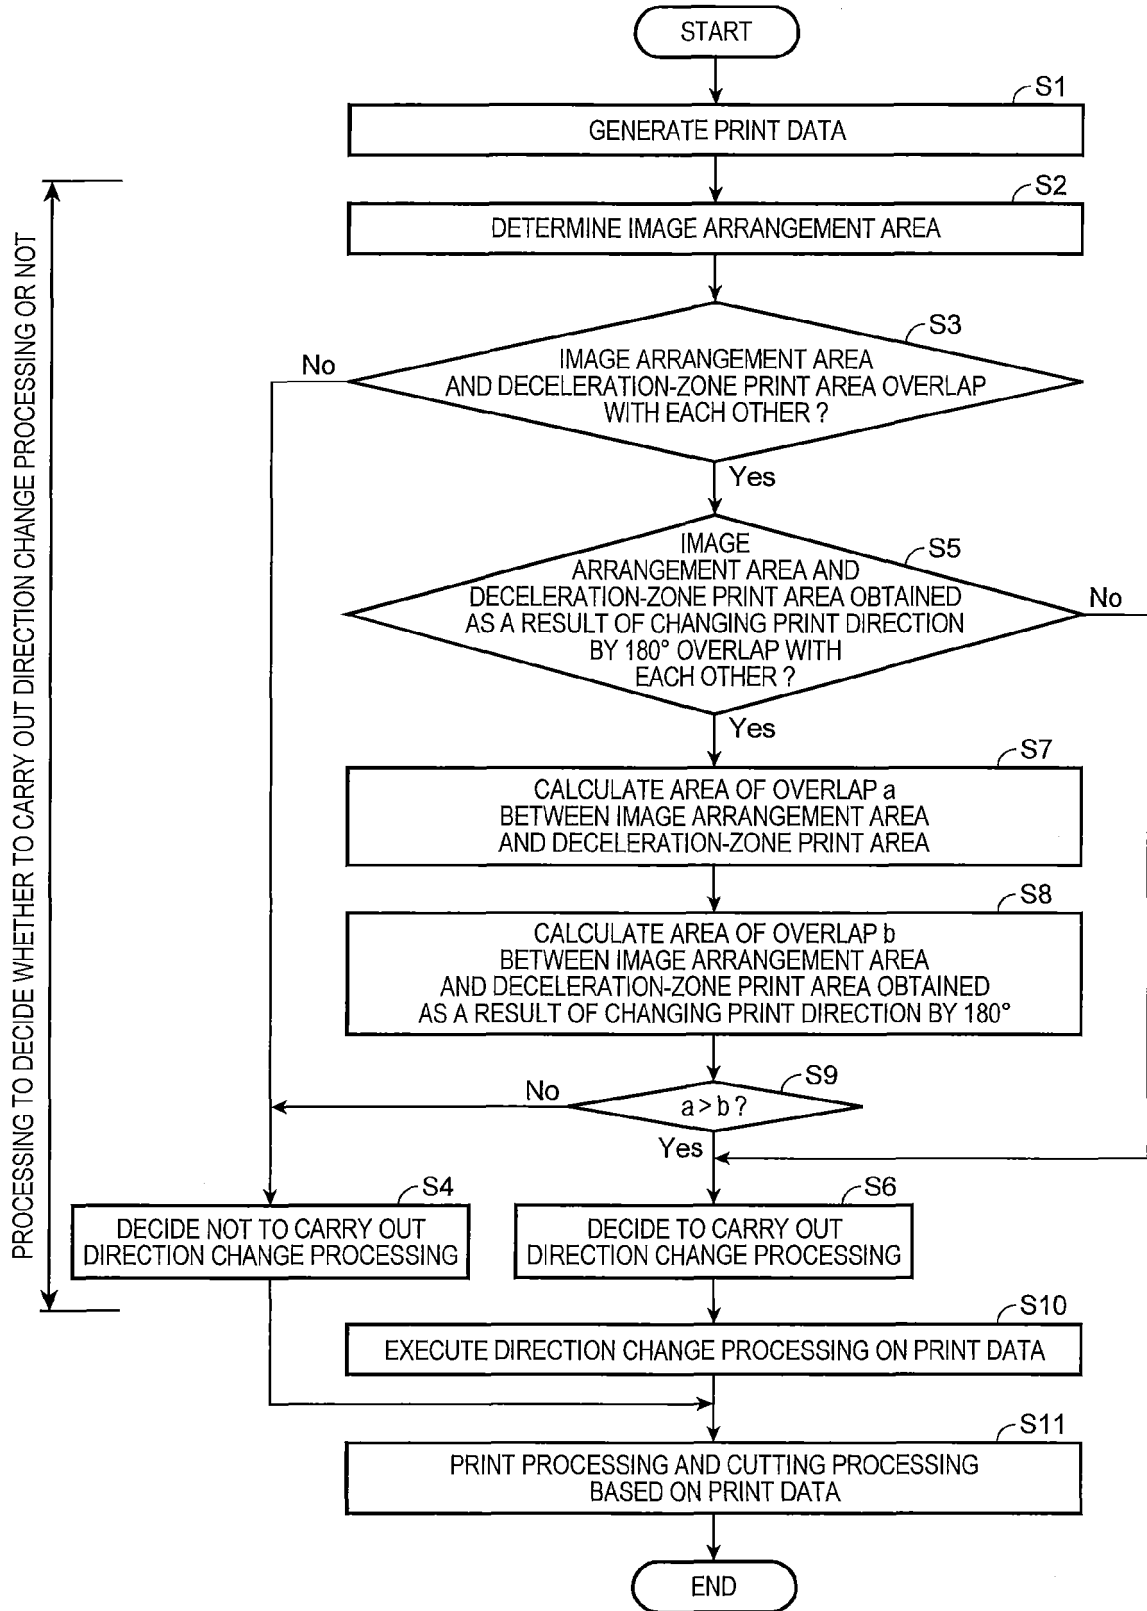 START
S1
GENERATE PRINT DATA
S2
DETERMINE IMAGE ARRANGEMENT AREA
S3
IMAGE ARRANGEMENT AREA
AND DECELERATION-ZONE PRINT AREA OVERLAP
WITH EACH OTHER ?
No
Yes
S5
IMAGE
ARRANGEMENT AREA AND
DECELERATION-ZONE PRINT AREA OBTAINED
AS A RESULT OF CHANGING PRINT DIRECTION
BY 180° OVERLAP WITH
EACH OTHER ?
No
Yes
S7
CALCULATE AREA OF OVERLAP a
BETWEEN IMAGE ARRANGEMENT AREA
AND DECELERATION-ZONE PRINT AREA
S8
CALCULATE AREA OF OVERLAP b
BETWEEN IMAGE ARRANGEMENT AREA
AND DECELERATION-ZONE PRINT AREA OBTAINED
AS A RESULT OF CHANGING PRINT DIRECTION BY 180°
S9
a > b ?
No
Yes
S4
DECIDE NOT TO CARRY OUT
DIRECTION CHANGE PROCESSING
S6
DECIDE TO CARRY OUT
DIRECTION CHANGE PROCESSING
S10
EXECUTE DIRECTION CHANGE PROCESSING ON PRINT DATA
S11
PRINT PROCESSING AND CUTTING PROCESSING
BASED ON PRINT DATA
END
PROCESSING TO DECIDE WHETHER TO CARRY OUT DIRECTION CHANGE PROCESSING OR NOT